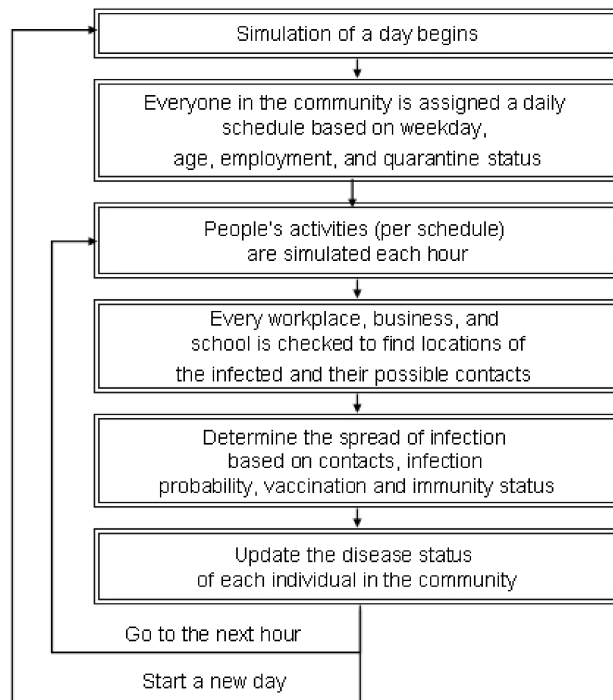 Simulation of a day begins
Everyone in the community is assigned a daily
schedule based on weekday,
age, employment, and quarantine status
People's activities (per schedule)
are simulated each hour
Every workplace, business, and
school is checked to find locations of
the infected and their possible contacts
Determine the spread of infection
based on contacts, infection
probability, vaccination and immunity status
Update the disease status
of each individual in the community
Go to the next hour
Start a new day